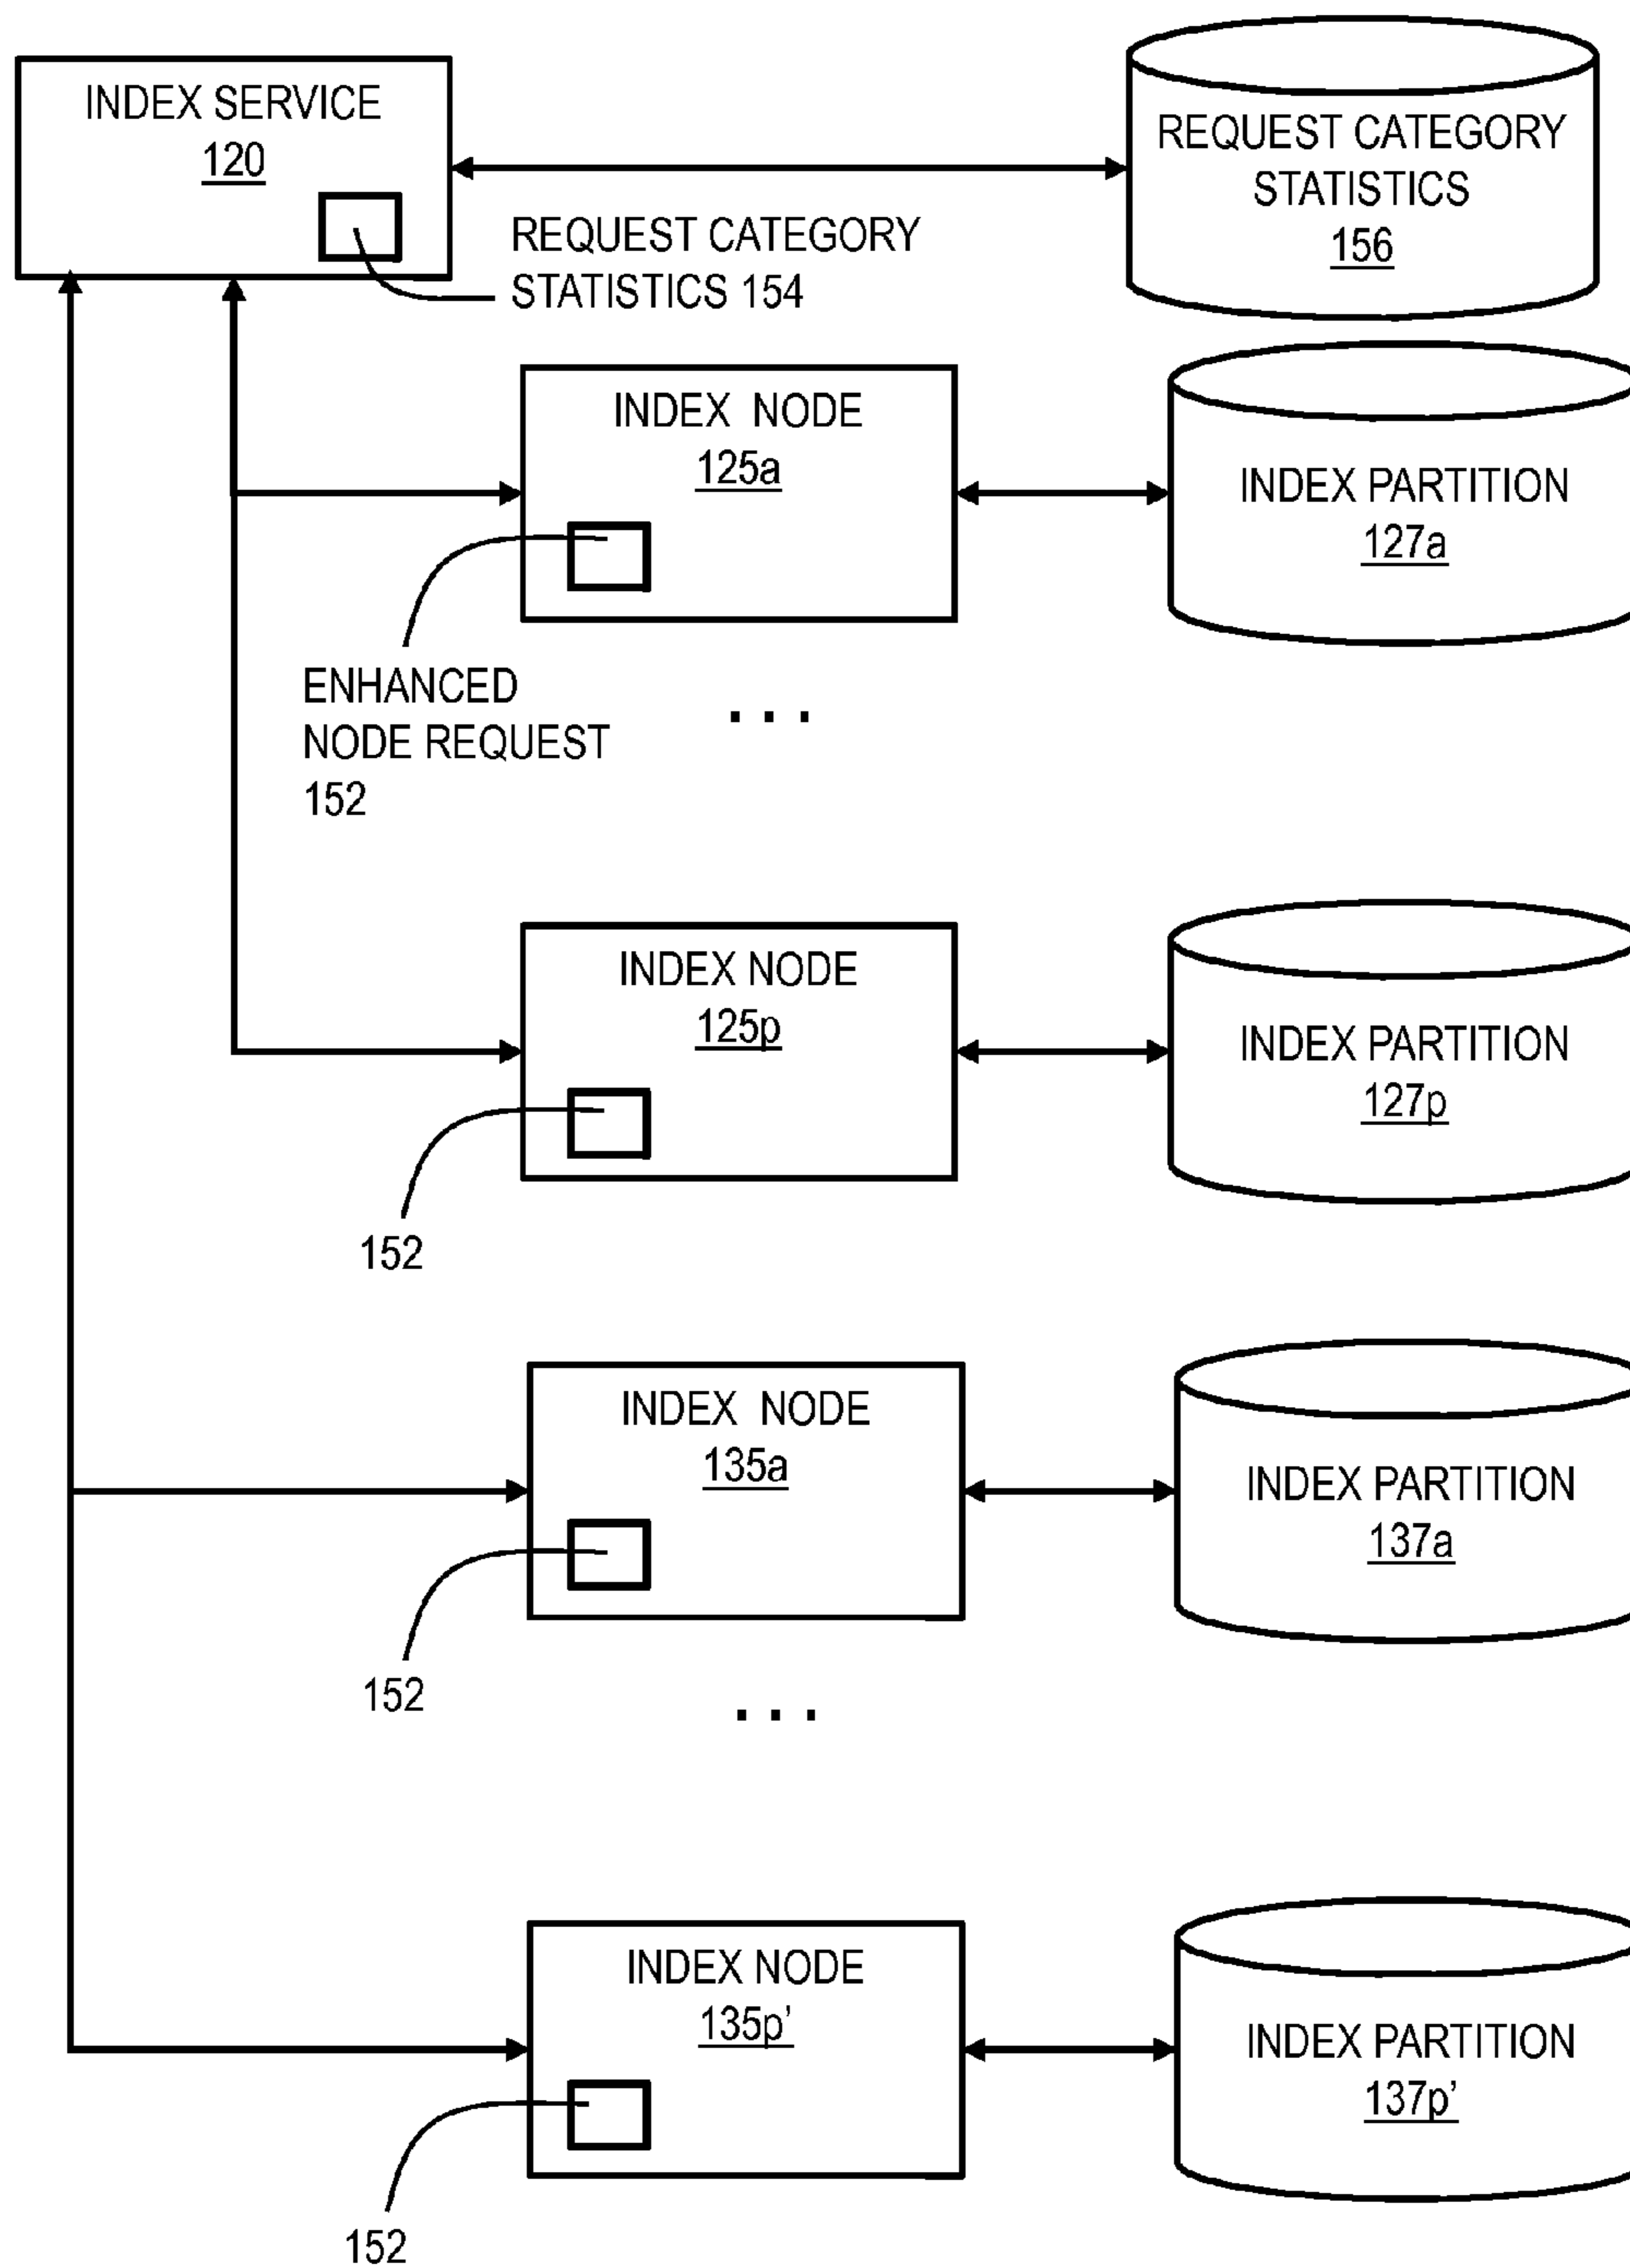 INDEX SERVICE
120
REQUEST CATEGORY
STATISTICS
156
REQUEST CATEGORY
STATISTICS 154
INDEX NODE
125a
INDEX PARTITION
127a
ENHANCED
NODE REQUEST
152
...
INDEX NODE
125p
INDEX PARTITION
127p
152
INDEX NODE
135a
INDEX PARTITION
137a
152
...
INDEX NODE
135p’
INDEX PARTITION
137p’
152